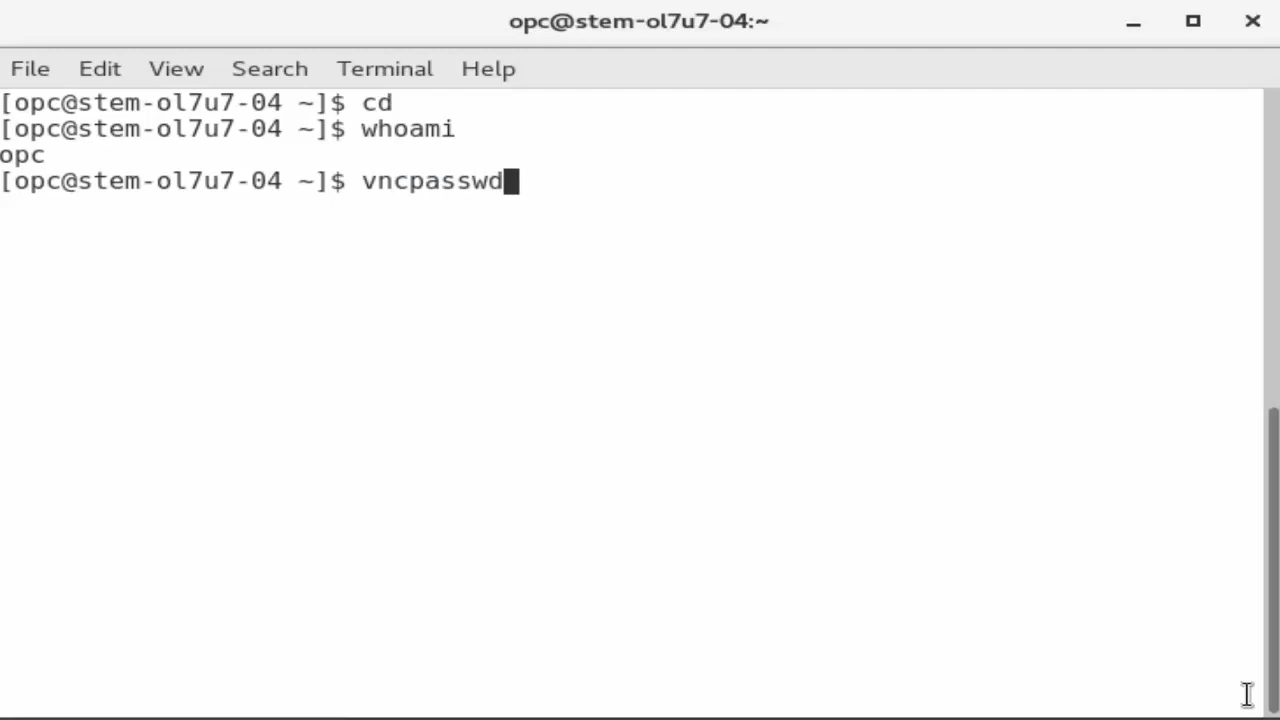 opc@stem-ol7u7-04:~
File Edit View Search Terminal Help
[opc@stem-ol7u7-04 ~]$ cd
[opc@stem-ol7u7-04 ~]$ whoami
opc
[opc@stem-ol7u7-04 ~]$ vncpasswd